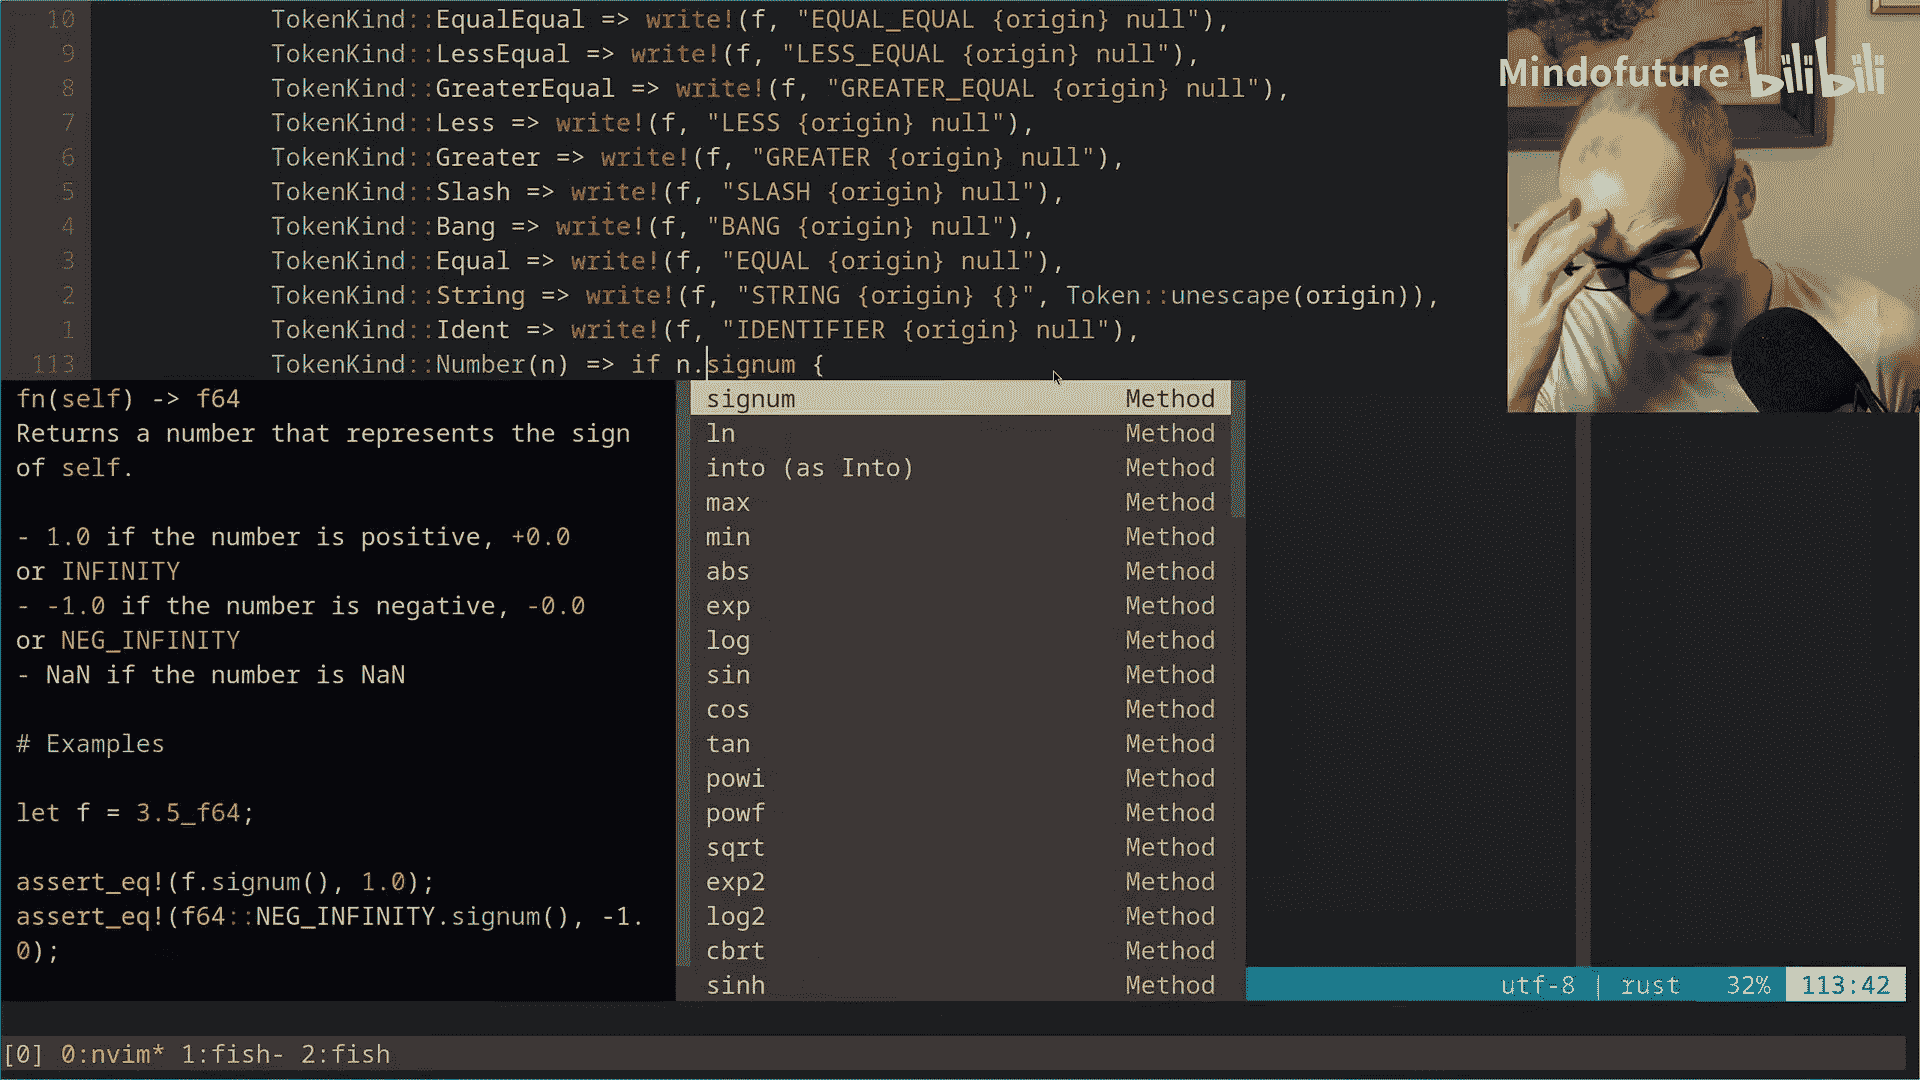 10 TokenKind::EqualEqual => write!(f, "EQUAL_EQUAL {origin} null"),
9 TokenKind::LessEqual => write!(f, "LESS_EQUAL {origin} null"),
8 TokenKind::GreaterEqual => write!(f, "GREATER_EQUAL {origin} null"),
7 TokenKind::Less => write!(f, "LESS {origin} null"),
6 TokenKind::Greater => write!(f, "GREATER {origin} null"),
5 TokenKind::Slash => write!(f, "SLASH {origin} null"),
4 TokenKind::Bang => write!(f, "BANG {origin} null"),
3 TokenKind::Equal => write!(f, "EQUAL {origin} null"),
2 TokenKind::String => write!(f, "STRING {origin} {}", Token::unescape(origin)),
1 TokenKind::Ident => write!(f, "IDENTIFIER {origin} null"),
113 TokenKind::Number(n) => if n.signum {
Mindofuture bilibili
fn(self) -> f64
Returns a number that represents the sign
of self.
- 1.0 if the number is positive, +0.0
or INFINITY
- -1.0 if the number is negative, -0.0
or NEG_INFINITY
- NaN if the number is NaN
# Examples
let f = 3.5_f64;
assert_eq!(f.signum(), 1.0);
assert_eq!(f64::NEG_INFINITY.signum(), -1.
0);
signum Method
ln Method
into (as Into) Method
max Method
min Method
abs Method
exp Method
log Method
sin Method
cos Method
tan Method
powi Method
powf Method
sqrt Method
exp2 Method
log2 Method
cbrt Method
sinh Method
utf-8 | rust 32% 113:42
[0] 0:nvim* 1:fish- 2:fish